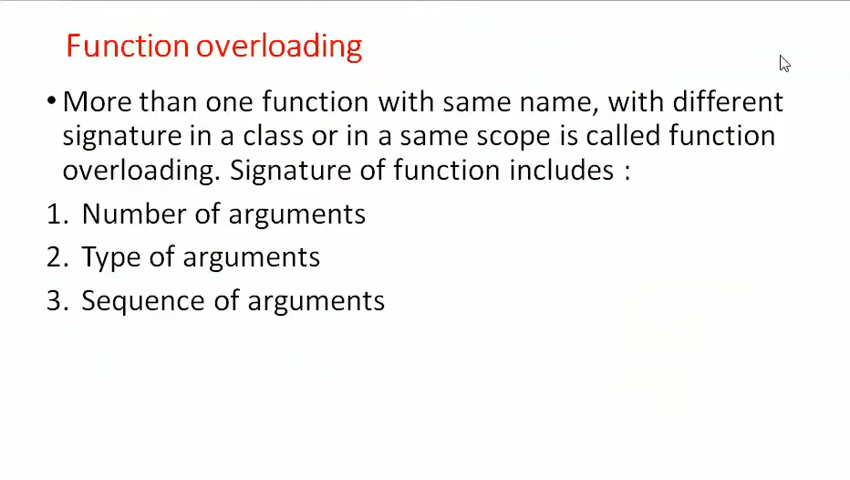 Function overloading
• More than one function with same name, with different
signature in a class or in a same scope is called function
overloading. Signature of function includes :
1. Number of arguments
2. Type of arguments
3. Sequence of arguments